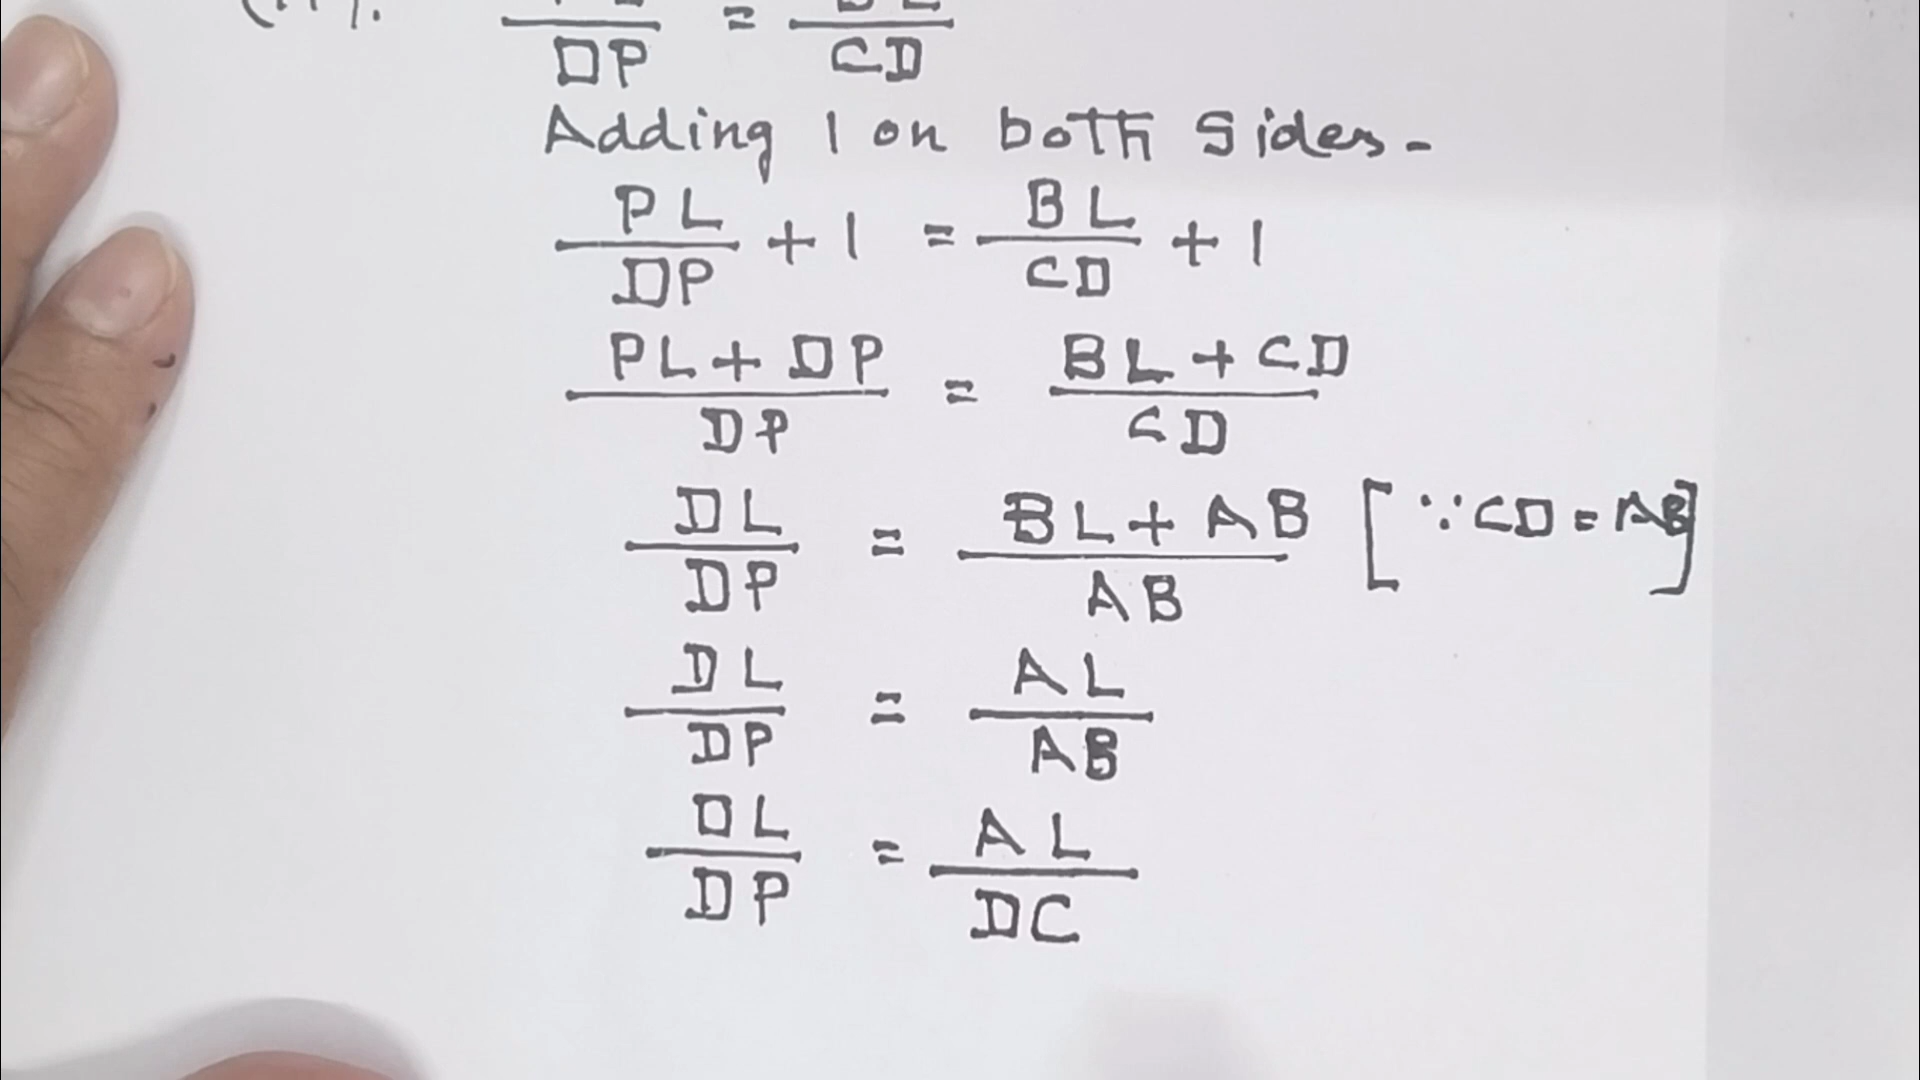 = 
DP CD
Adding 1 on both sides-
PL/DP + 1 = BL/CD + 1
PL + DP/DP = BL + CD/CD
DL/DP = BL + AB/AB [∵ CD = AB]
DL/DP = AL/AB
DL/DP = AL/DC